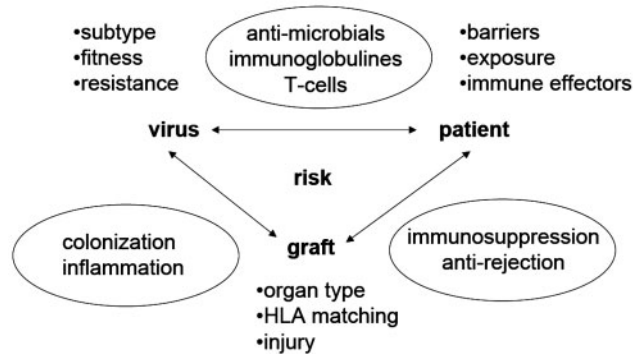 •subtype
•fitness
•resistance
anti-microbials
immunoglobulines
T-cells
•barriers
•exposure
•immune effectors
virus
patient
risk
colonization
inflammation
graft
immunosuppression
anti-rejection
•organ type
•HLA matching
•injury